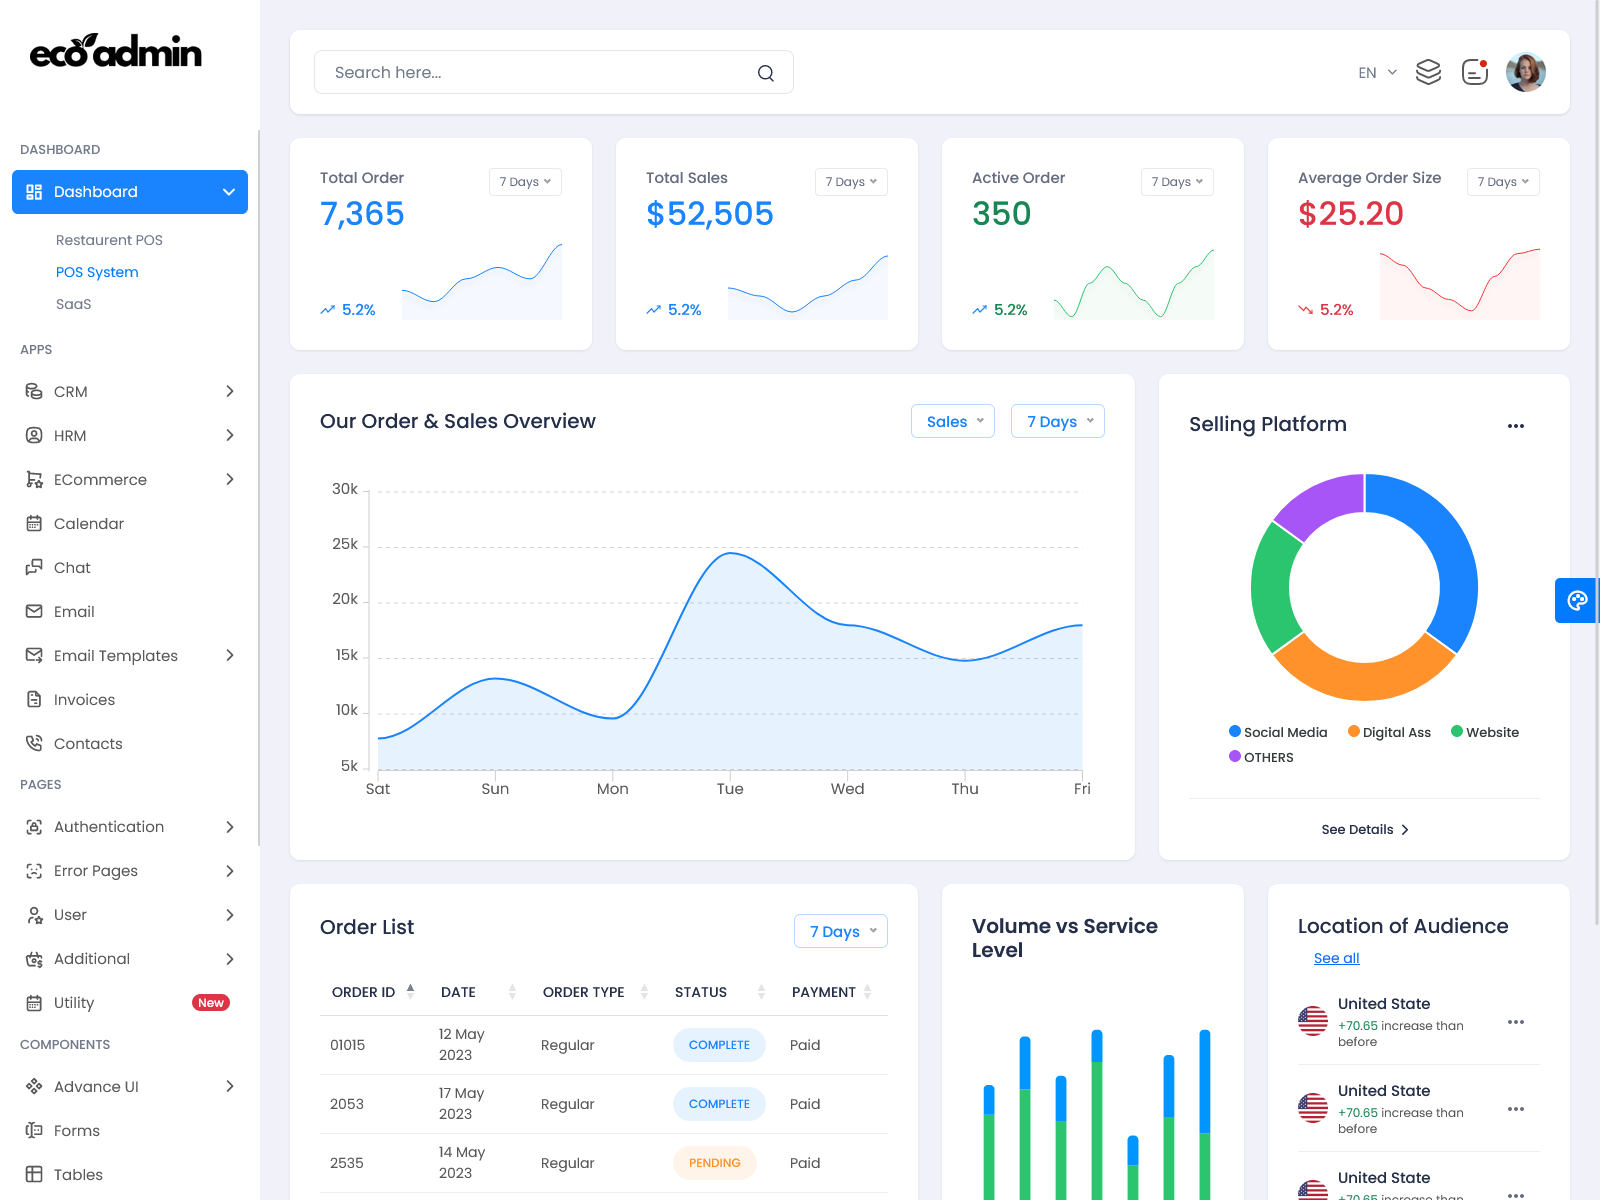 ecoadmin
Search here...
EN
DASHBOARD
Dashboard
Restaurent POS
POS System
SaaS
APPS
CRM
HRM
ECommerce
Calendar
Chat
Email
Email Templates
Invoices
Contacts
PAGES
Authentication
Error Pages
User
Additional
Utility New
COMPONENTS
Advance UI
Forms
Tables
Total Order 7 Days
7,365
5.2%
Total Sales 7 Days
$52,505
5.2%
Active Order 7 Days
350
5.2%
Average Order Size 7 Days
$25.20
5.2%
Our Order & Sales Overview Sales 7 Days
30k
25k
20k
15k
10k
5k
Sat Sun Mon Tue Wed Thu Fri
Selling Platform
Social Media Digital Ass Website
OTHERS
See Details
Order List 7 Days
ORDER ID DATE ORDER TYPE STATUS PAYMENT
01015 12 May 2023 Regular COMPLETE Paid
2053 17 May 2023 Regular COMPLETE Paid
2535 14 May 2023 Regular PENDING Paid
Volume vs Service
Level
Location of Audience
See all
United State
+70.65 increase than
before
United State
+70.65 increase than
before
United State
+70.65 increase than